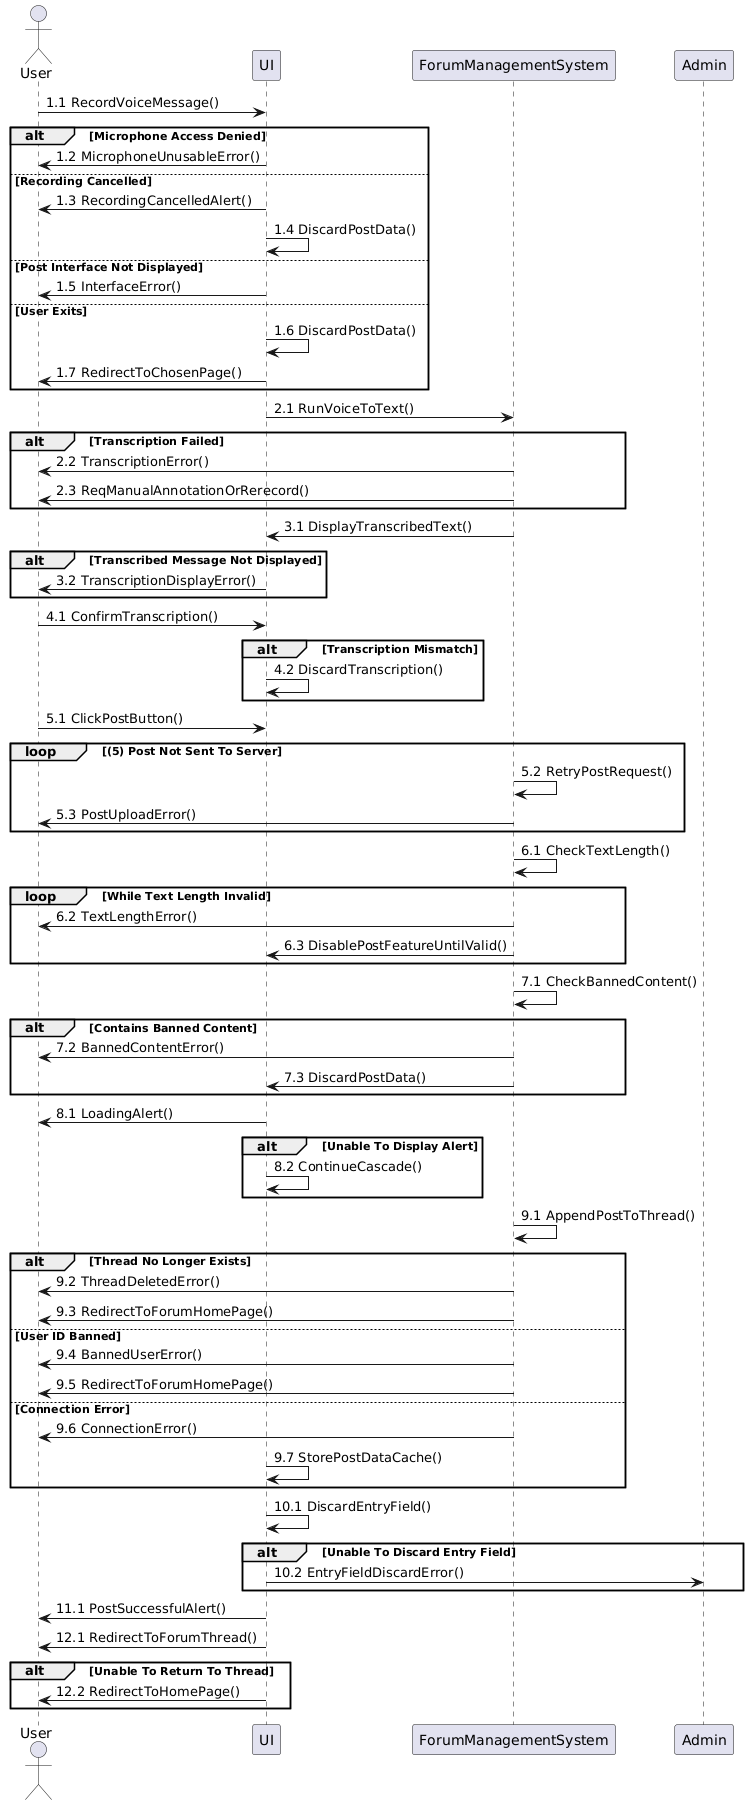 User
UI
ForumManagementSystem
Admin
1.1 RecordVoiceMessage()
alt [Microphone Access Denied]
1.2 MicrophoneUnusableError()
[Recording Cancelled]
1.3 RecordingCancelledAlert()
1.4 DiscardPostData()
[Post Interface Not Displayed]
1.5 InterfaceError()
[User Exits]
1.6 DiscardPostData()
1.7 RedirectToChosenPage()
2.1 RunVoiceToText()
alt [Transcription Failed]
2.2 TranscriptionError()
2.3 ReqManualAnnotationOrRerecord()
3.1 DisplayTranscribedText()
alt [Transcribed Message Not Displayed]
3.2 TranscriptionDisplayError()
4.1 ConfirmTranscription()
alt [Transcription Mismatch]
4.2 DiscardTranscription()
5.1 ClickPostButton()
loop [(5) Post Not Sent To Server]
5.2 RetryPostRequest()
5.3 PostUploadError()
6.1 CheckTextLength()
loop [While Text Length Invalid]
6.2 TextLengthError()
6.3 DisablePostFeatureUntilValid()
7.1 CheckBannedContent()
alt [Contains Banned Content]
7.2 BannedContentError()
7.3 DiscardPostData()
8.1 LoadingAlert()
alt [Unable To Display Alert]
8.2 ContinueCascade()
9.1 AppendPostToThread()
alt [Thread No Longer Exists]
9.2 ThreadDeletedError()
9.3 RedirectToForumHomePage()
[User ID Banned]
9.4 BannedUserError()
9.5 RedirectToForumHomePage()
[Connection Error]
9.6 ConnectionError()
9.7 StorePostDataCache()
10.1 DiscardEntryField()
alt [Unable To Discard Entry Field]
10.2 EntryFieldDiscardError()
11.1 PostSuccessfulAlert()
12.1 RedirectToForumThread()
alt [Unable To Return To Thread]
12.2 RedirectToHomePage()
User
UI
ForumManagementSystem
Admin